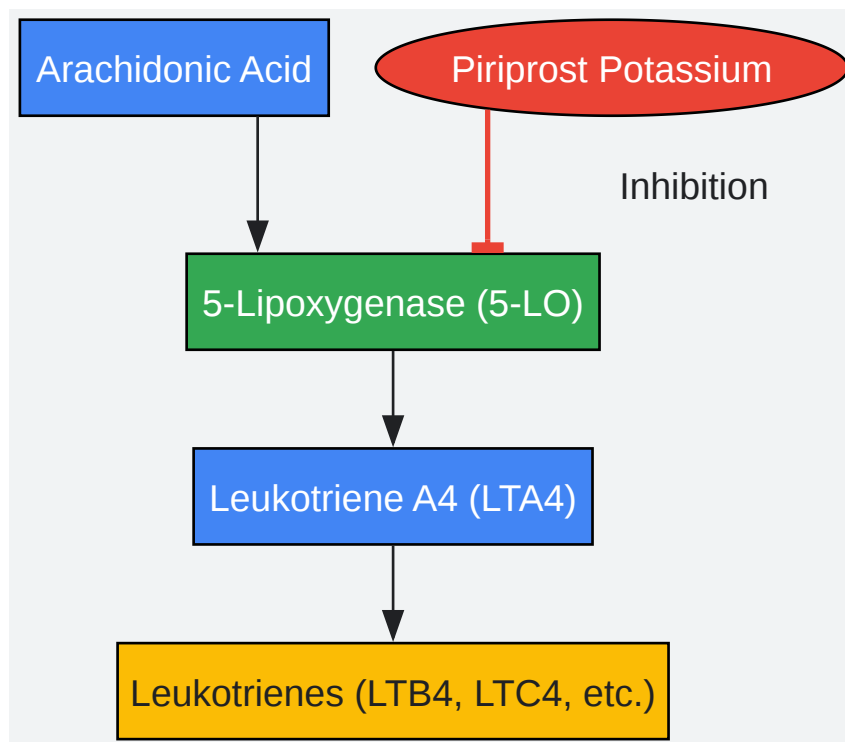 Arachidonic Acid
Piriprost Potassium
Inhibition
5-Lipoxygenase (5-LO)
Leukotriene A4 (LTA4)
Leukotrienes (LTB4, LTC4, etc.)